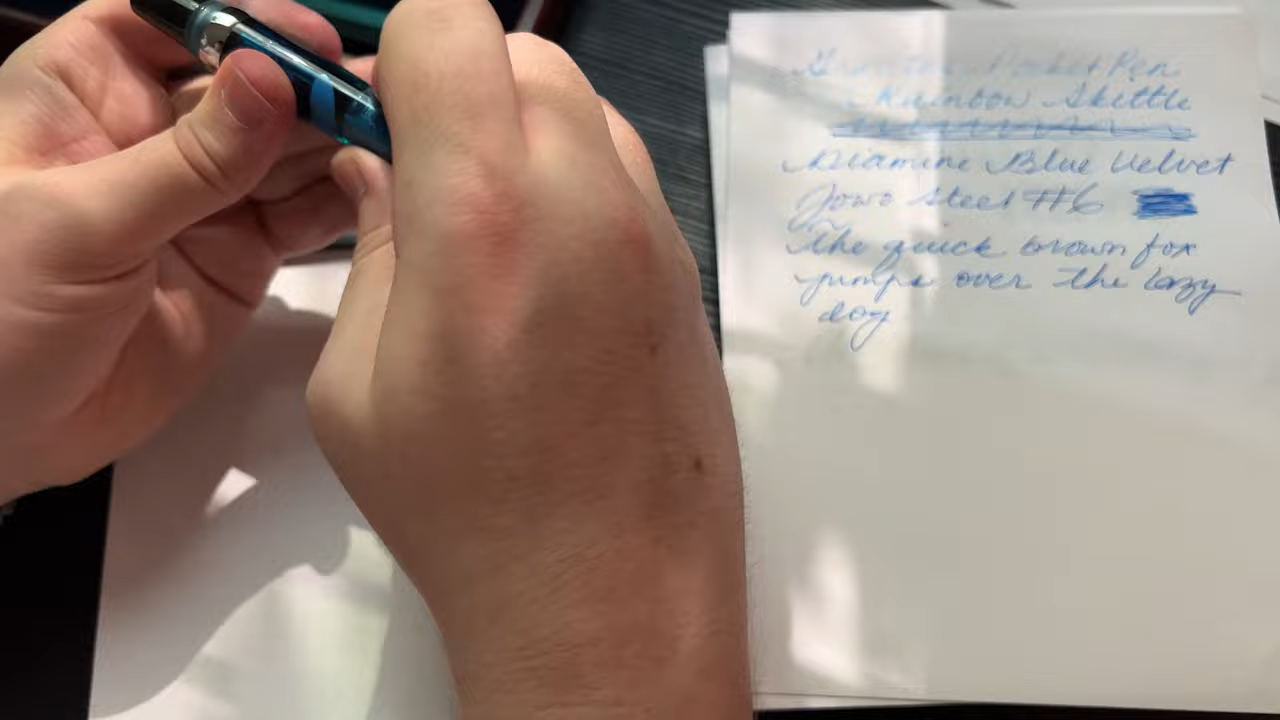 Pocket Pen
Rainbow Skittle
Diamine Blue Velvet
Jowo Steel #6
the quick brown fox
jumps over the lazy
dog